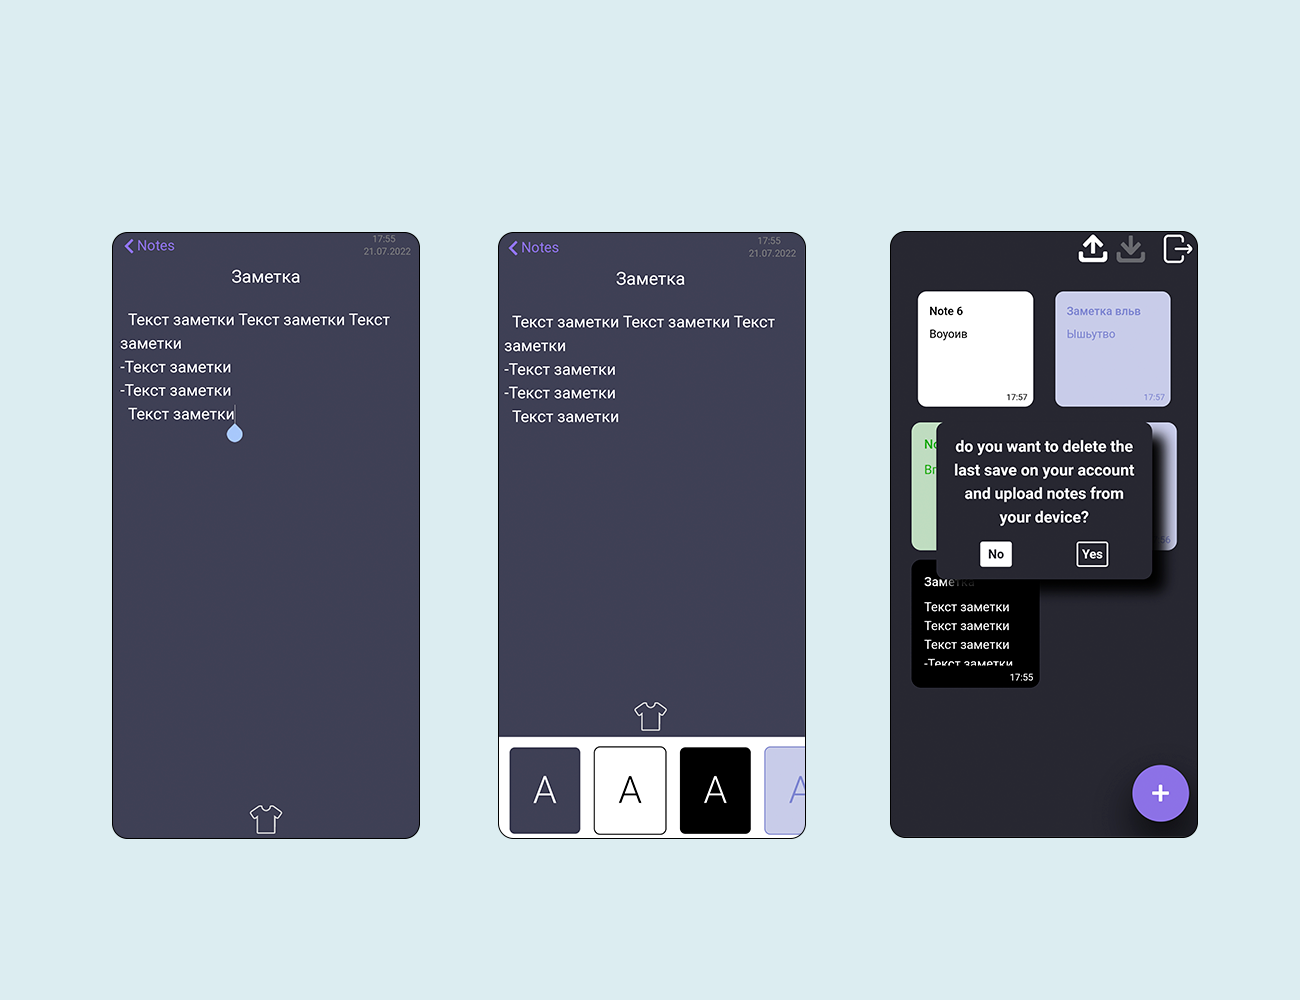 Notes
17:55
21.07.2022
Заметка
Текст заметки Текст заметки Текст
заметки
-Текст заметки
-Текст заметки
Текст заметки
Notes
17:55
21.07.2022
Заметка
Текст заметки Текст заметки Текст
заметки
-Текст заметки
-Текст заметки
Текст заметки
A
A
A
A
Note 6
Воуоив
17:57
Заметка вльв
Ышьутво
17:57
do you want to delete the
last save on your account
and upload notes from
your device?
No
Yes
Заметка
Текст заметки
Текст заметки
Текст заметки
-Текст заметки
17:55